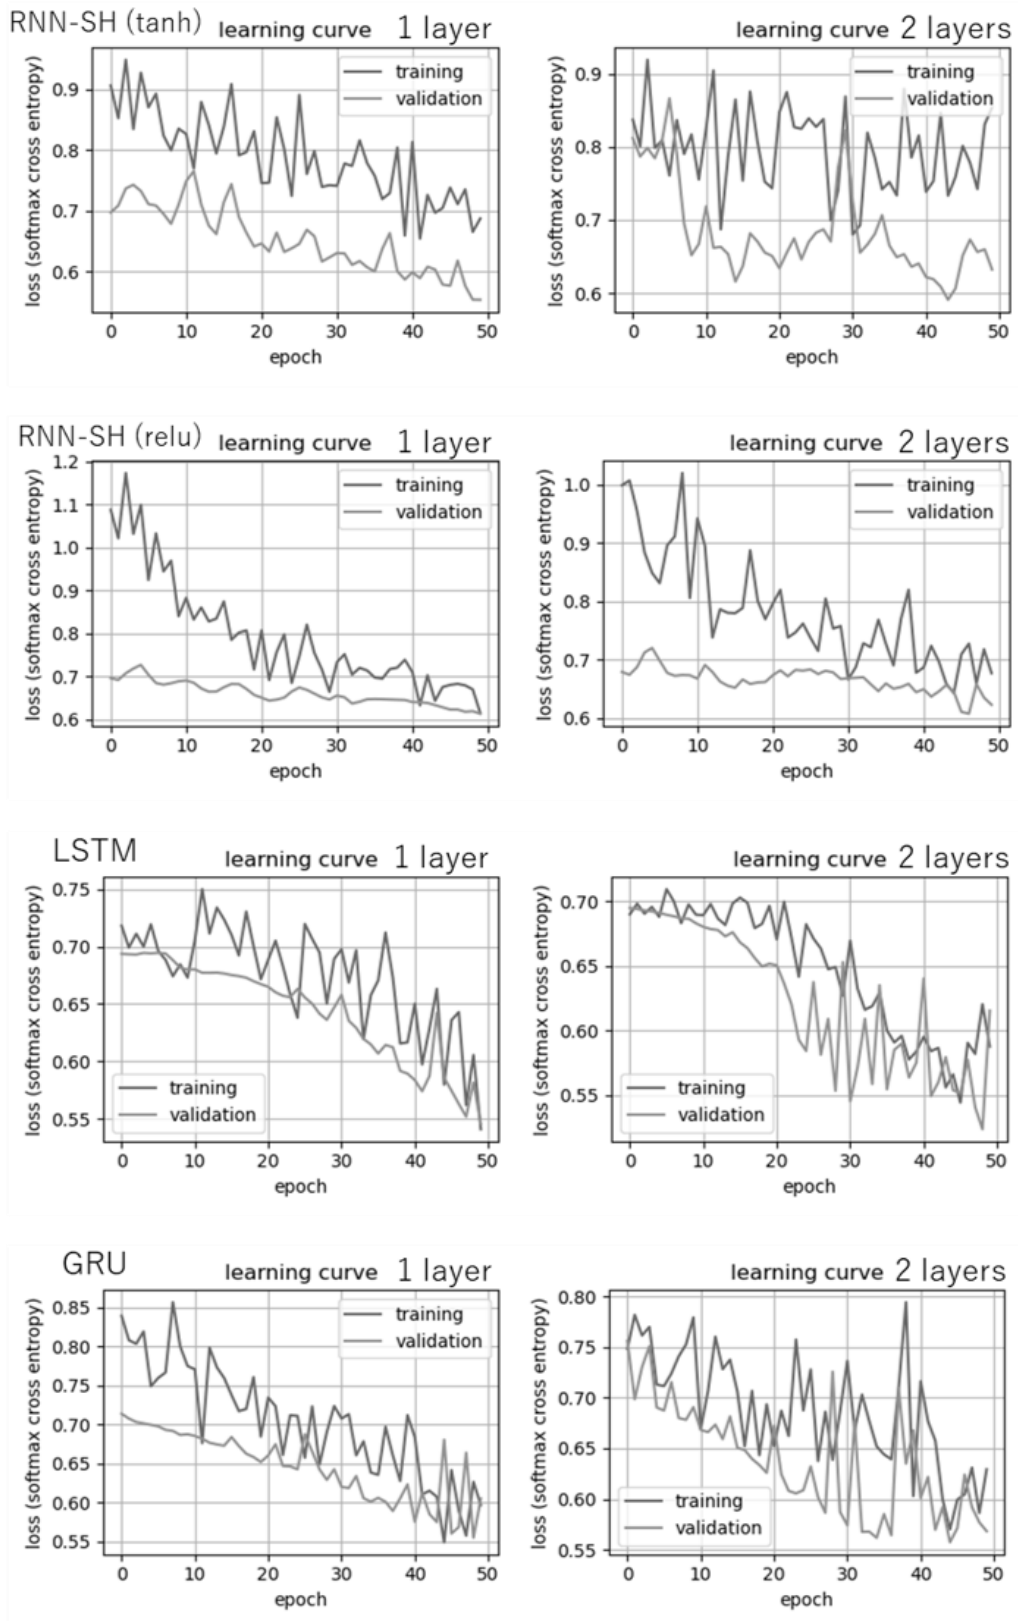 RNN-SH (tanh)
learning curve 1 layer
loss (softmax cross entropy)
0.9
0.8
0.7
0.6
training
validation
0 10 20 30 40 50
epoch
learning curve 2 layers
loss (softmax cross entropy)
0.9
0.8
0.7
0.6
training
validation
0 10 20 30 40 50
epoch
RNN-SH (relu)
learning curve 1 layer
loss (softmax cross entropy)
1.2
1.1
1.0
0.9
0.8
0.7
0.6
training
validation
0 10 20 30 40 50
epoch
learning curve 2 layers
loss (softmax cross entropy)
1.0
0.9
0.8
0.7
0.6
training
validation
0 10 20 30 40 50
epoch
LSTM
learning curve 1 layer
loss (softmax cross entropy)
0.75
0.70
0.65
0.60
0.55
training
validation
0 10 20 30 40 50
epoch
learning curve 2 layers
loss (softmax cross entropy)
0.70
0.65
0.60
0.55
training
validation
0 10 20 30 40 50
epoch
GRU
learning curve 1 layer
loss (softmax cross entropy)
0.85
0.80
0.75
0.70
0.65
0.60
0.55
training
validation
0 10 20 30 40 50
epoch
learning curve 2 layers
loss (softmax cross entropy)
0.80
0.75
0.70
0.65
0.60
0.55
training
validation
0 10 20 30 40 50
epoch